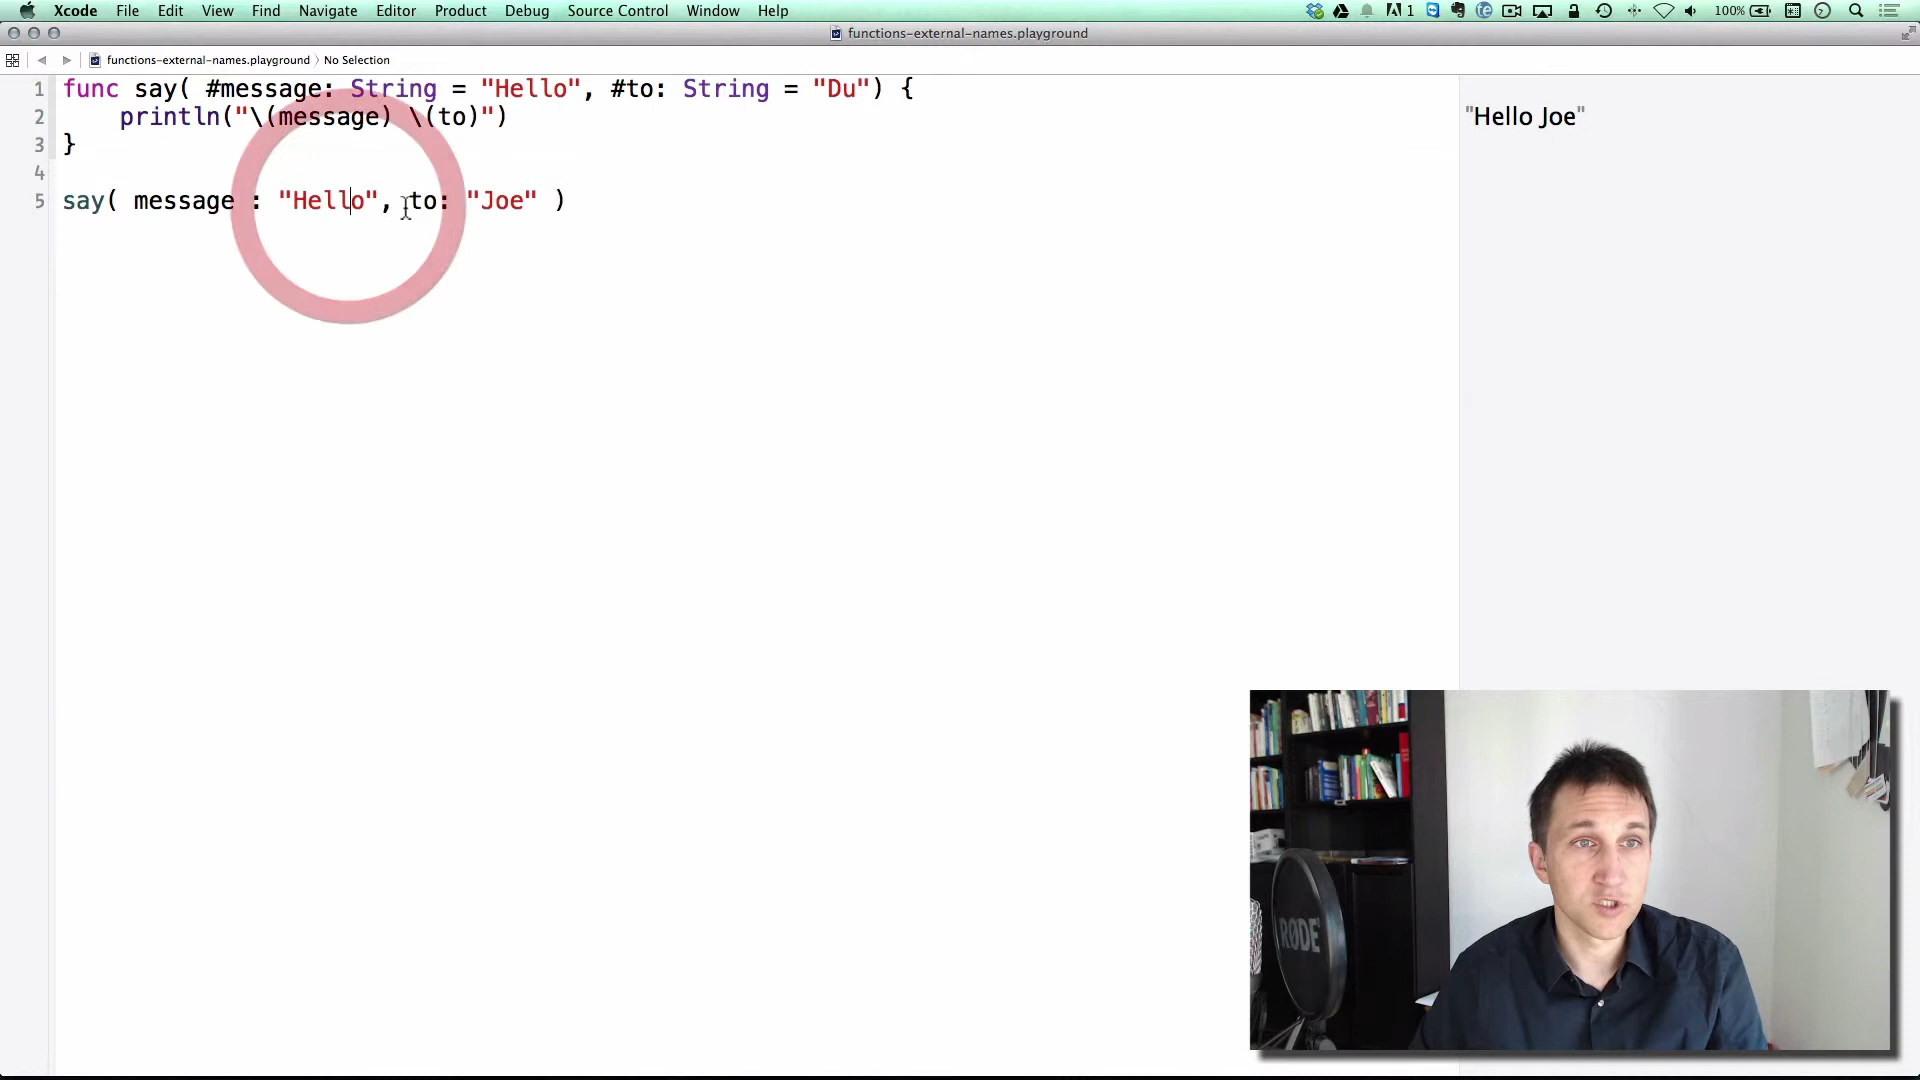 Xcode File Edit View Find Navigate Editor Product Debug Source Control Window Help 1 100%
functions-external-names.playground
functions-external-names.playground 〉 No Selection
1 func say( #message: String = "Hello", #to: String = "Du") {
2 println("\(message) \(to)")
3 }
4
5 say( message : "Hello", to: "Joe" )
"Hello Joe"
RØDE